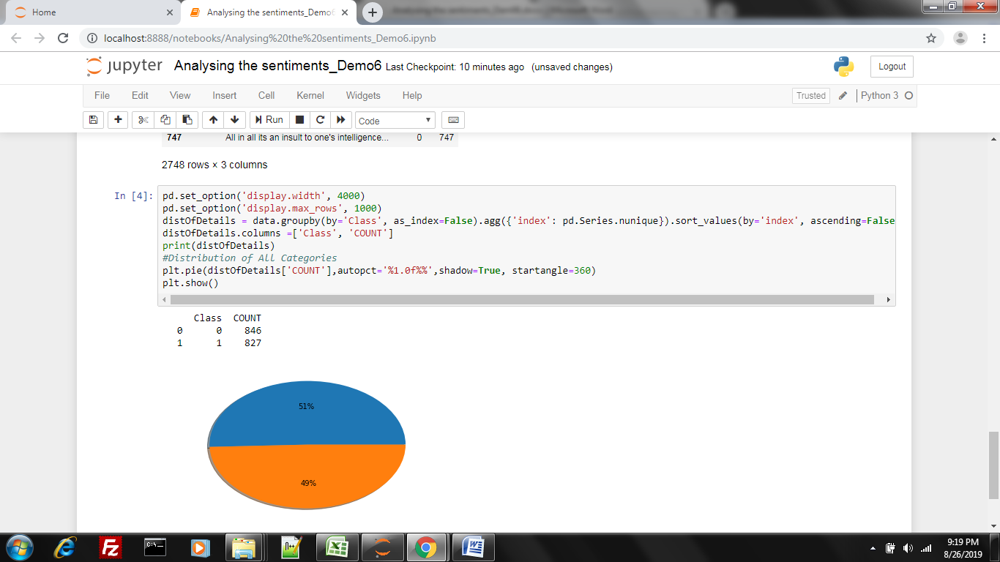 Home
Analysing the sentiments_Demo6
localhost:8888/notebooks/Analysing%20the%20sentiments_Demo6.ipynb
jupyter Analysing the sentiments_Demo6 Last Checkpoint: 10 minutes ago (unsaved changes)
Logout
File Edit View Insert Cell Kernel Widgets Help
Trusted Python 3
Run Code
747 All in all its an insult to one's intelligence... 0 747
2748 rows × 3 columns
In [4]: pd.set_option('display.width', 4000)
pd.set_option('display.max_rows', 1000)
distOfDetails = data.groupby(by='Class', as_index=False).agg({'index': pd.Series.nunique}).sort_values(by='index', ascending=False
distOfDetails.columns =['Class', 'COUNT']
print(distOfDetails)
#Distribution of All Categories
plt.pie(distOfDetails['COUNT'],autopct='%1.0f%%',shadow=True, startangle=360)
plt.show()
Class COUNT
0 0 846
1 1 827
51%
49%
9:19 PM
8/26/2019